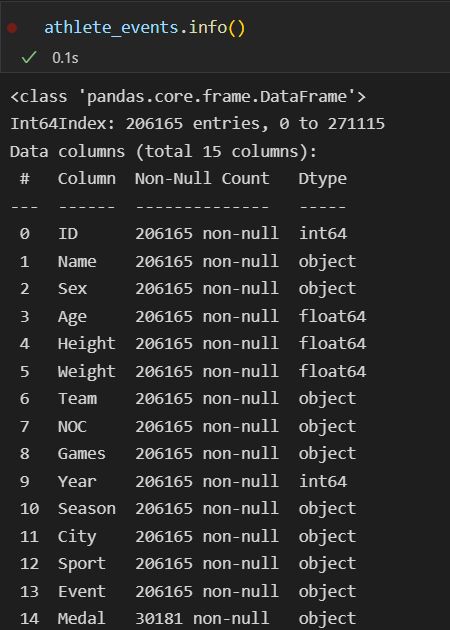 athlete_events.info()
0.1s
<class 'pandas.core.frame.DataFrame'>
Int64Index: 206165 entries, 0 to 271115
Data columns (total 15 columns):
 #   Column  Non-Null Count   Dtype
---  ------  --------------   -----
 0   ID      206165 non-null  int64
 1   Name    206165 non-null  object
 2   Sex     206165 non-null  object
 3   Age     206165 non-null  float64
 4   Height  206165 non-null  float64
 5   Weight  206165 non-null  float64
 6   Team    206165 non-null  object
 7   NOC     206165 non-null  object
 8   Games   206165 non-null  object
 9   Year    206165 non-null  int64
 10  Season  206165 non-null  object
 11  City    206165 non-null  object
 12  Sport   206165 non-null  object
 13  Event   206165 non-null  object
 14  Medal   30181 non-null   object